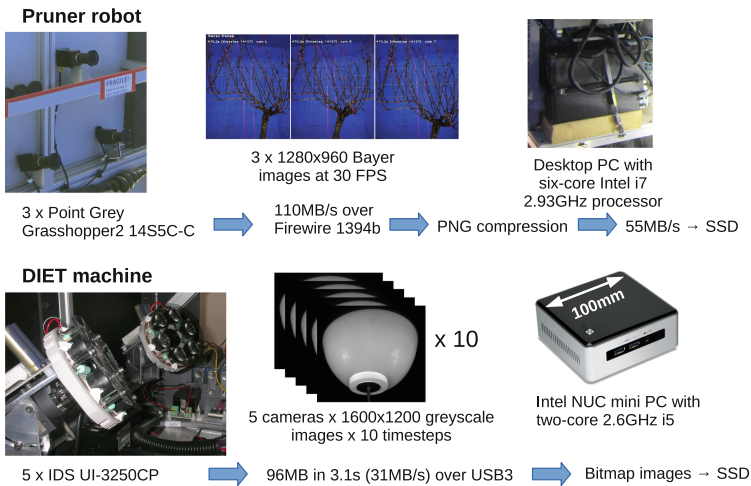 Pruner robot
FRAGILE!
3 x 1280x960 Bayer
images at 30 FPS
Desktop PC with
six-core Intel i7
2.93GHz processor
3 x Point Grey
Grasshopper2 14S5C-C
110MB/s over
Firewire 1394b
PNG compression
55MB/s → SSD
DIET machine
100mm
x 10
5 cameras x 1600x1200 greyscale
images x 10 timesteps
Intel NUC mini PC with
two-core 2.6GHz i5
5 x IDS UI-3250CP
96MB in 3.1s (31MB/s) over USB3
Bitmap images → SSD